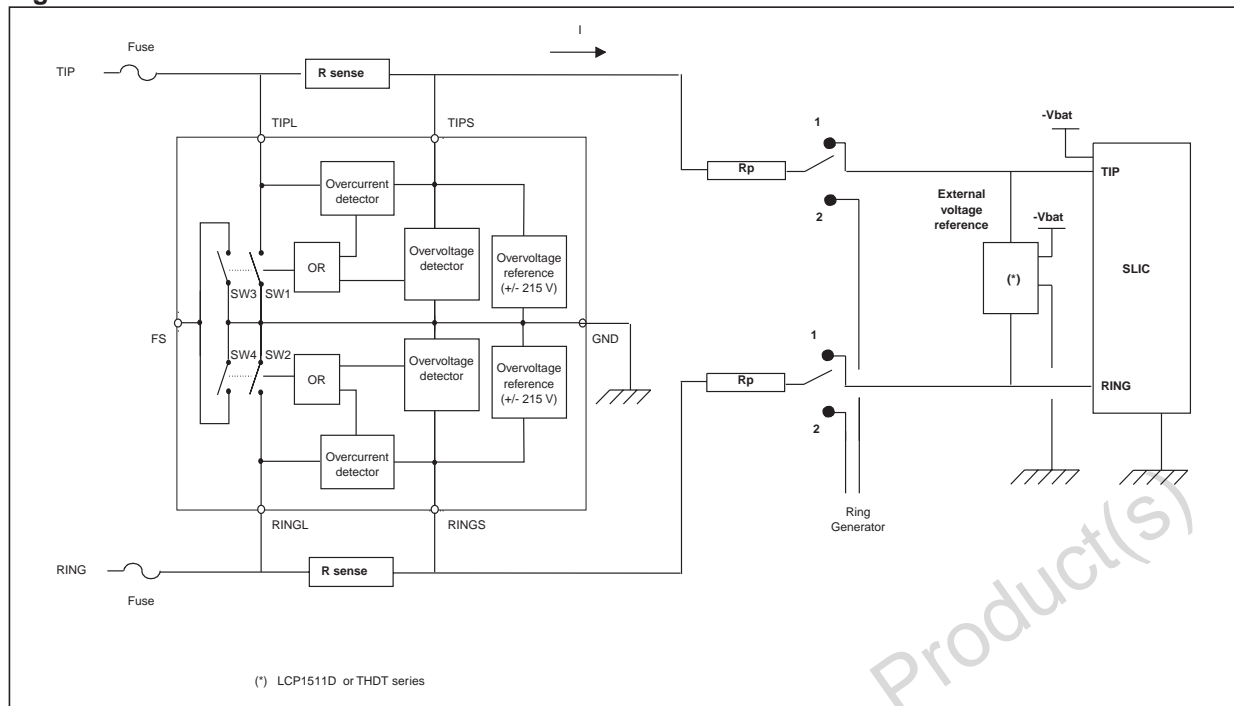 I
Fuse
TIP
R sense
TIPL
TIPS
-Vbat
1
Rp
TIP
Overcurrent
detector
External
voltage
reference
2
-Vbat
Overvoltage
detector
Overvoltage
reference
(+/- 215 V)
OR
SLIC
(*)
SW3
SW1
FS
GND
1
SW4
SW2
Overvoltage
detector
Overvoltage
reference
(+/- 215 V)
OR
Rp
RING
2
Overcurrent
detector
RINGL
RINGS
Ring
Generator
RING
R sense
Fuse
Product(s)
(*) LCP1511D or THDT series